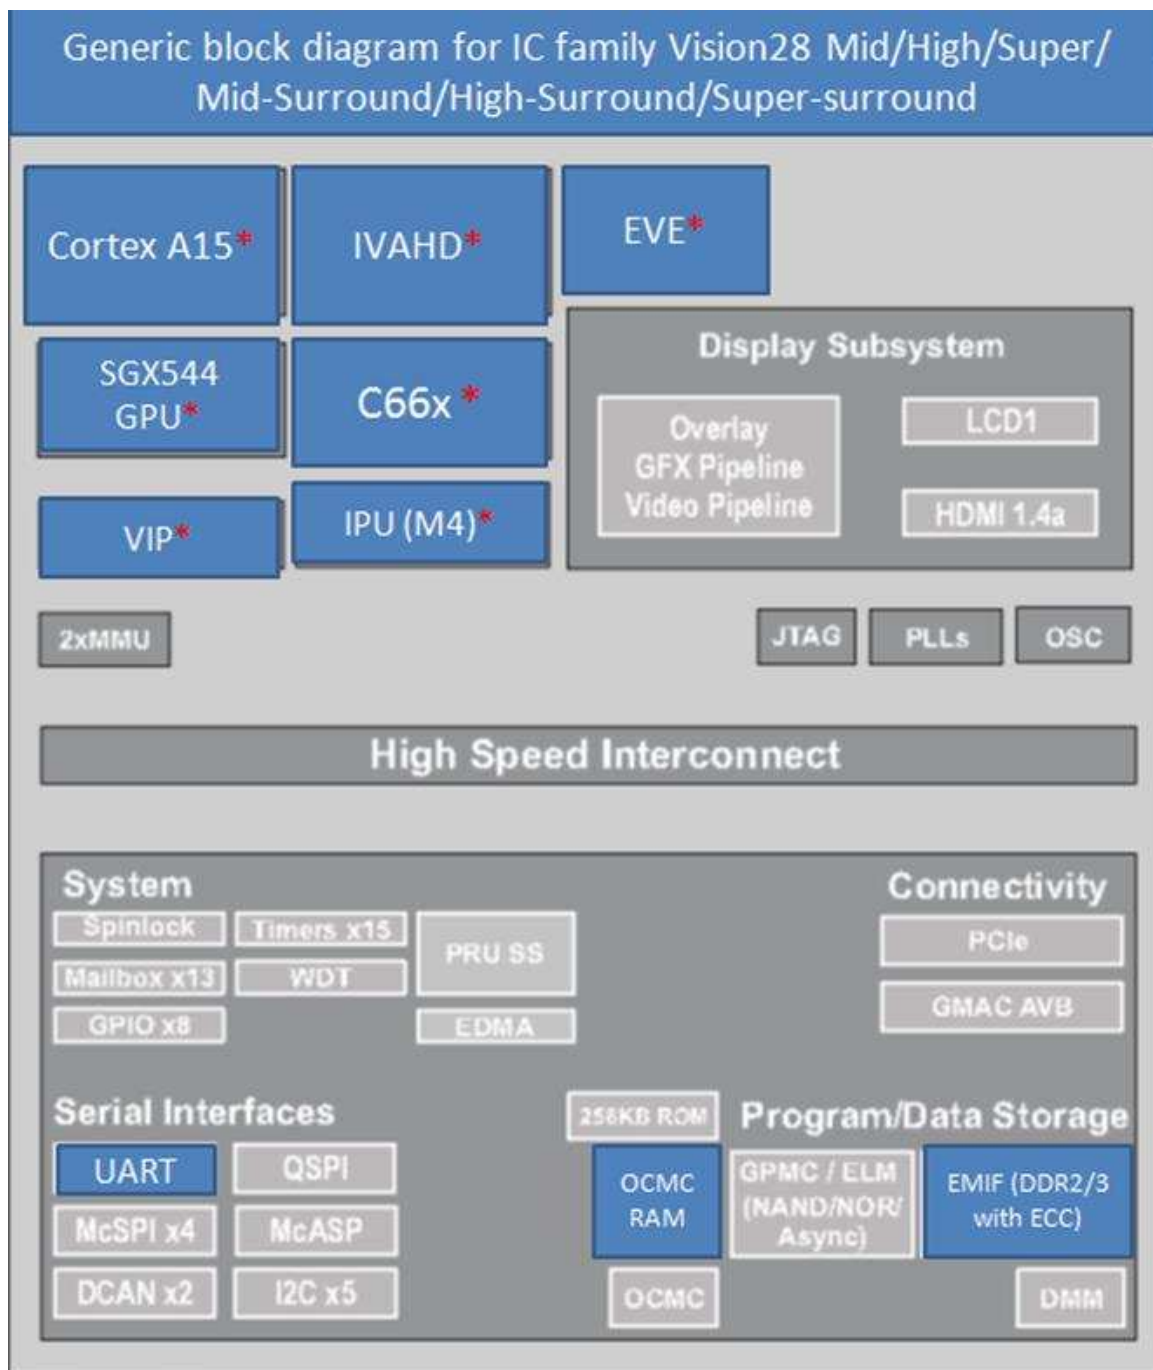 Generic block diagram for IC family Vision28 Mid/High/Super/
Mid-Surround/High-Surround/Super-surround
Cortex A15*
IVAHD*
EVE*
SGX544
GPU*
C66x *
VIP*
IPU (M4)*
Display Subsystem
Overlay
GFX Pipeline
Video Pipeline
LCD1
HDMI 1.4a
2xMMU
JTAG
PLLs
OSC
High Speed Interconnect
System
Spinlock
Timers x15
PRU SS
Mailbox x13
WDT
GPIO x8
EDMA
Connectivity
PCIe
GMAC AVB
Serial Interfaces
UART
QSPI
McSPI x4
McASP
DCAN x2
I2C x5
256KB ROM
Program/Data Storage
OCMC
RAM
GPMC / ELM
(NAND/NOR/
Async)
EMIF (DDR2/3
with ECC)
OCMC
DMM